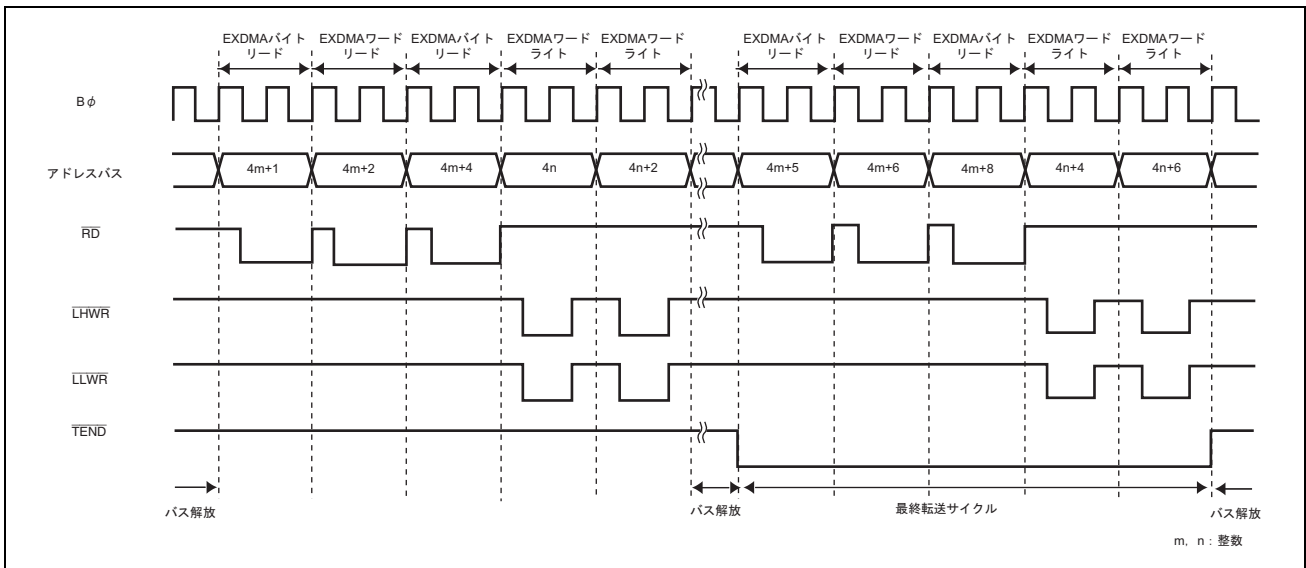 EXDMAバイト EXDMAワード EXDMAバイト EXDMAワード EXDMAワード EXDMAバイト EXDMAワード EXDMAバイト EXDMAワード EXDMAワード
リード リード リード ライト ライト リード リード リード ライト ライト
Bφ
アドレスバス 4m+1 4m+2 4m+4 4n 4n+2 4m+5 4m+6 4m+8 4n+4 4n+6
RD
LHWR
LLWR
TEND
バス解放 バス解放 最終転送サイクル バス解放
m, n : 整数